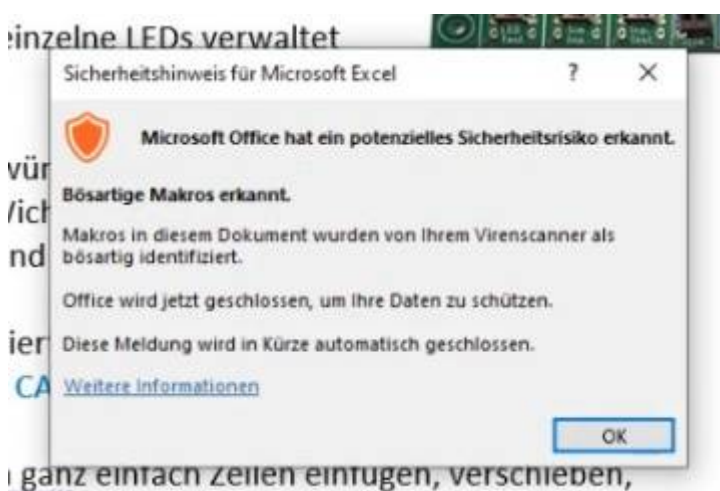 einzelne LEDs verwaltet
Sicherheitshinweis für Microsoft Excel ? X
Microsoft Office hat ein potenzielles Sicherheitsrisiko erkannt.
Bösartige Makros erkannt.
Makros in diesem Dokument wurden von Ihrem Virenscanner als
bösartig identifiziert.
Office wird jetzt geschlossen, um Ihre Daten zu schützen.
Diese Meldung wird in Kürze automatisch geschlossen.
CA
Weitere Informationen
OK
ganz einfach Zeilen einfügen, verschieben,